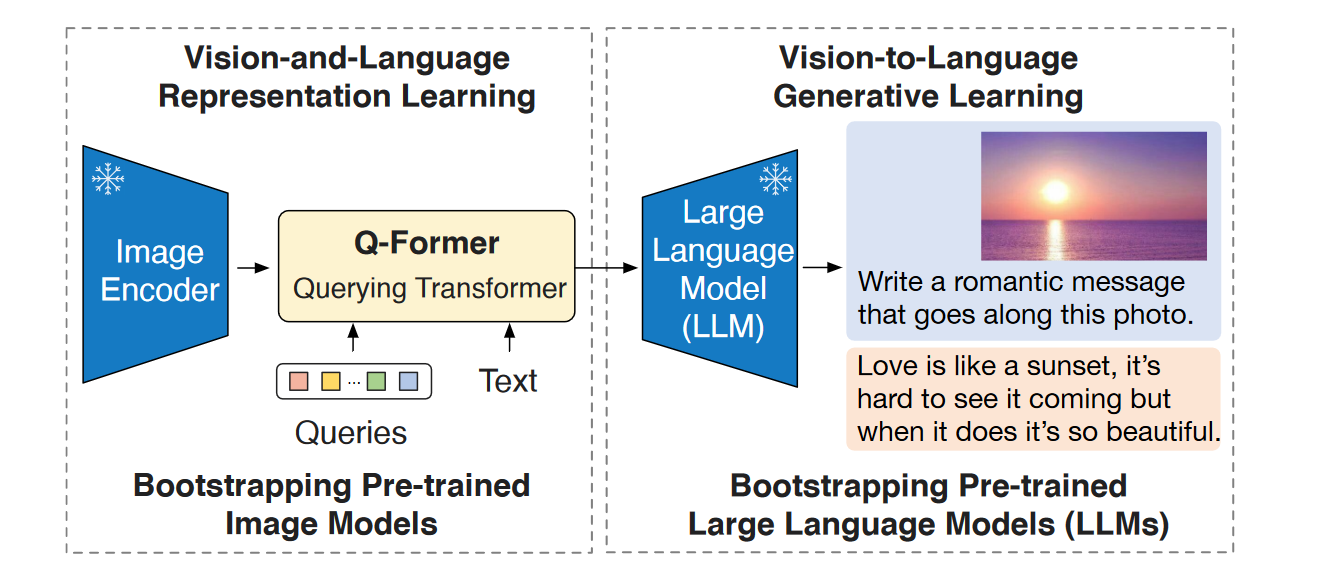 Vision-and-Language
Representation Learning
Image
Encoder
Q-Former
Querying Transformer
...
Queries
Text
Bootstrapping Pre-trained
Image Models
Vision-to-Language
Generative Learning
Large
Language
Model
(LLM)
Write a romantic message
that goes along this photo.
Love is like a sunset, it’s
hard to see it coming but
when it does it’s so beautiful.
Bootstrapping Pre-trained
Large Language Models (LLMs)